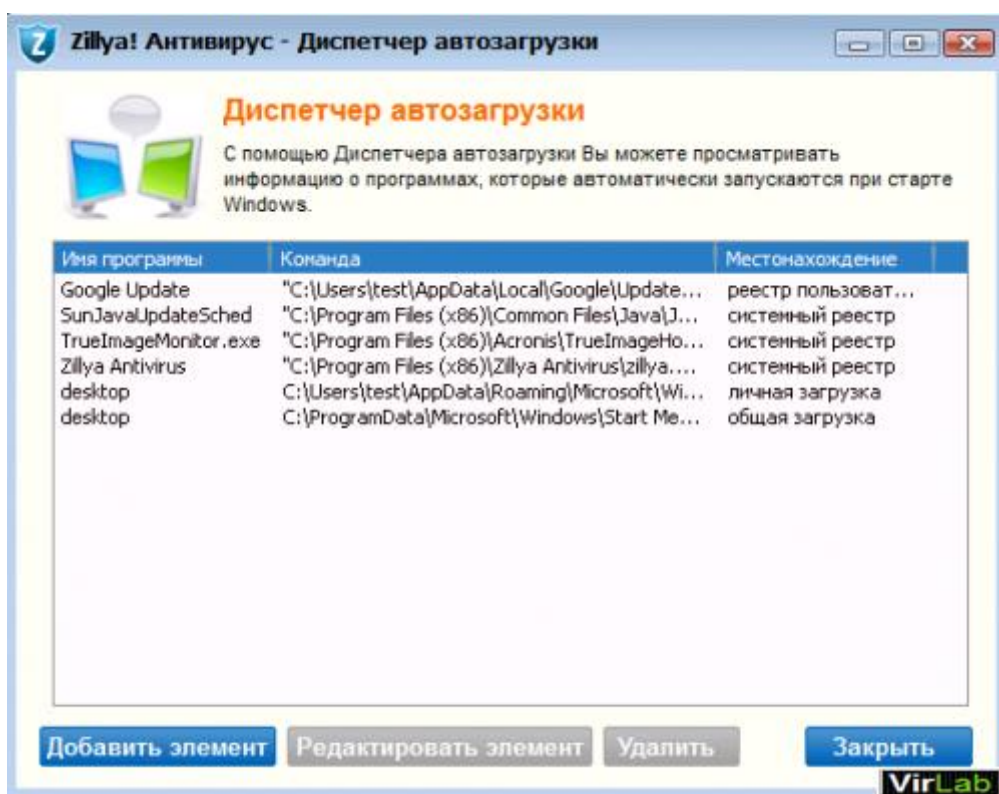 Zillya! Антивирус - Диспетчер автозагрузки
Диспетчер автозагрузки
С помощью Диспетчера автозагрузки Вы можете просматривать
информацию о программах, которые автоматически запускаются при старте
Windows.
Имя программы Команда Местонахождение
Google Update "C:\Users\test\AppData\Local\Google\Update... реестр пользоват...
SunJavaUpdateSched "C:\Program Files (x86)\Common Files\Java\J... системный реестр
TrueImageMonitor.exe "C:\Program Files (x86)\Acronis\TrueImageHo... системный реестр
Zillya Antivirus "C:\Program Files (x86)\Zillya Antivirus\zillya.... системный реестр
desktop C:\Users\test\AppData\Roaming\Microsoft\Wi... личная загрузка
desktop C:\ProgramData\Microsoft\Windows\Start Me... общая загрузка
Добавить элемент Редактировать элемент Удалить Закрыть
VirLab